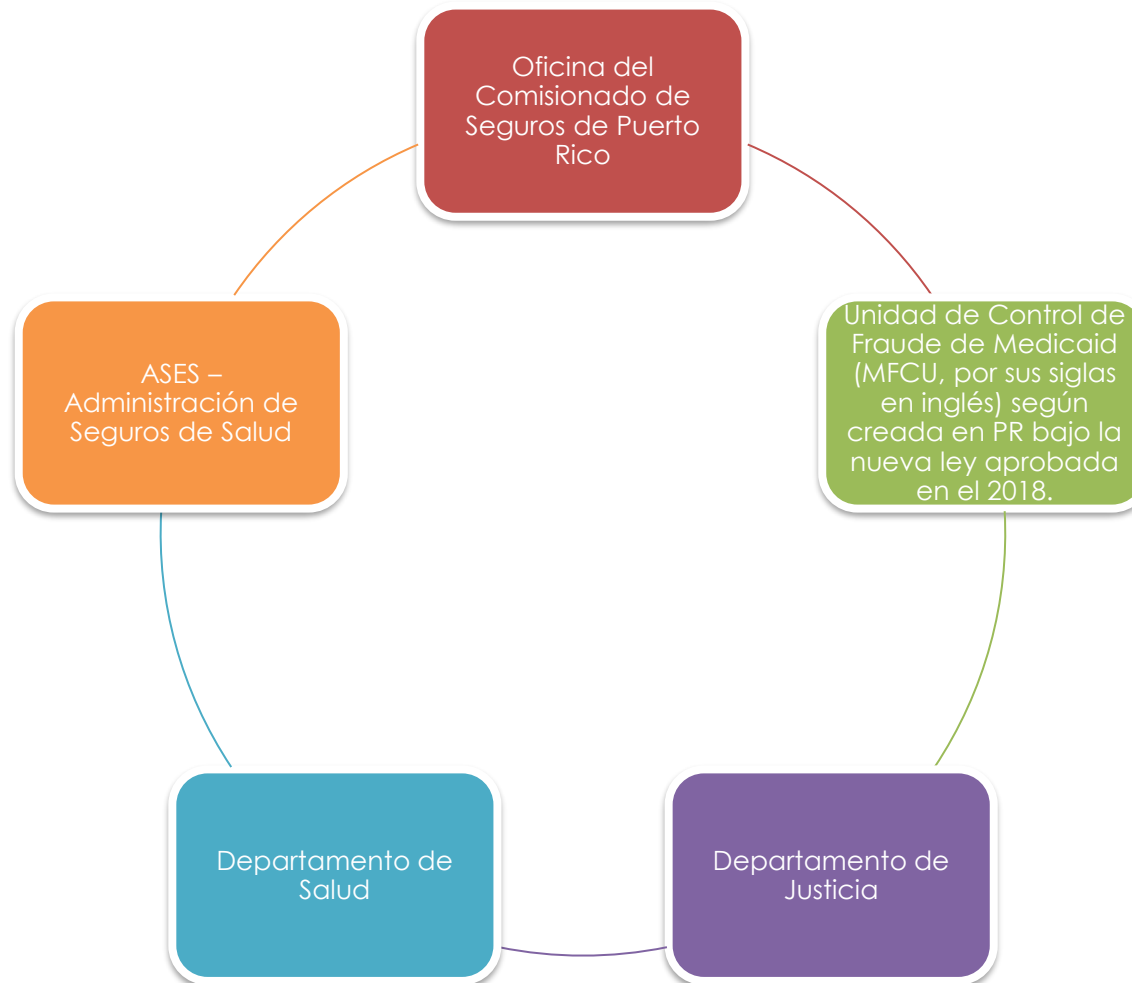 Oficina del
Comisionado de
Seguros de Puerto
Rico
Unidad de Control de
Fraude de Medicaid
(MFCU, por sus siglas
en inglés) según
creada en PR bajo la
nueva ley aprobada
en el 2018.
Departamento de
Justicia
Departamento de
Salud
ASES –
Administración de
Seguros de Salud